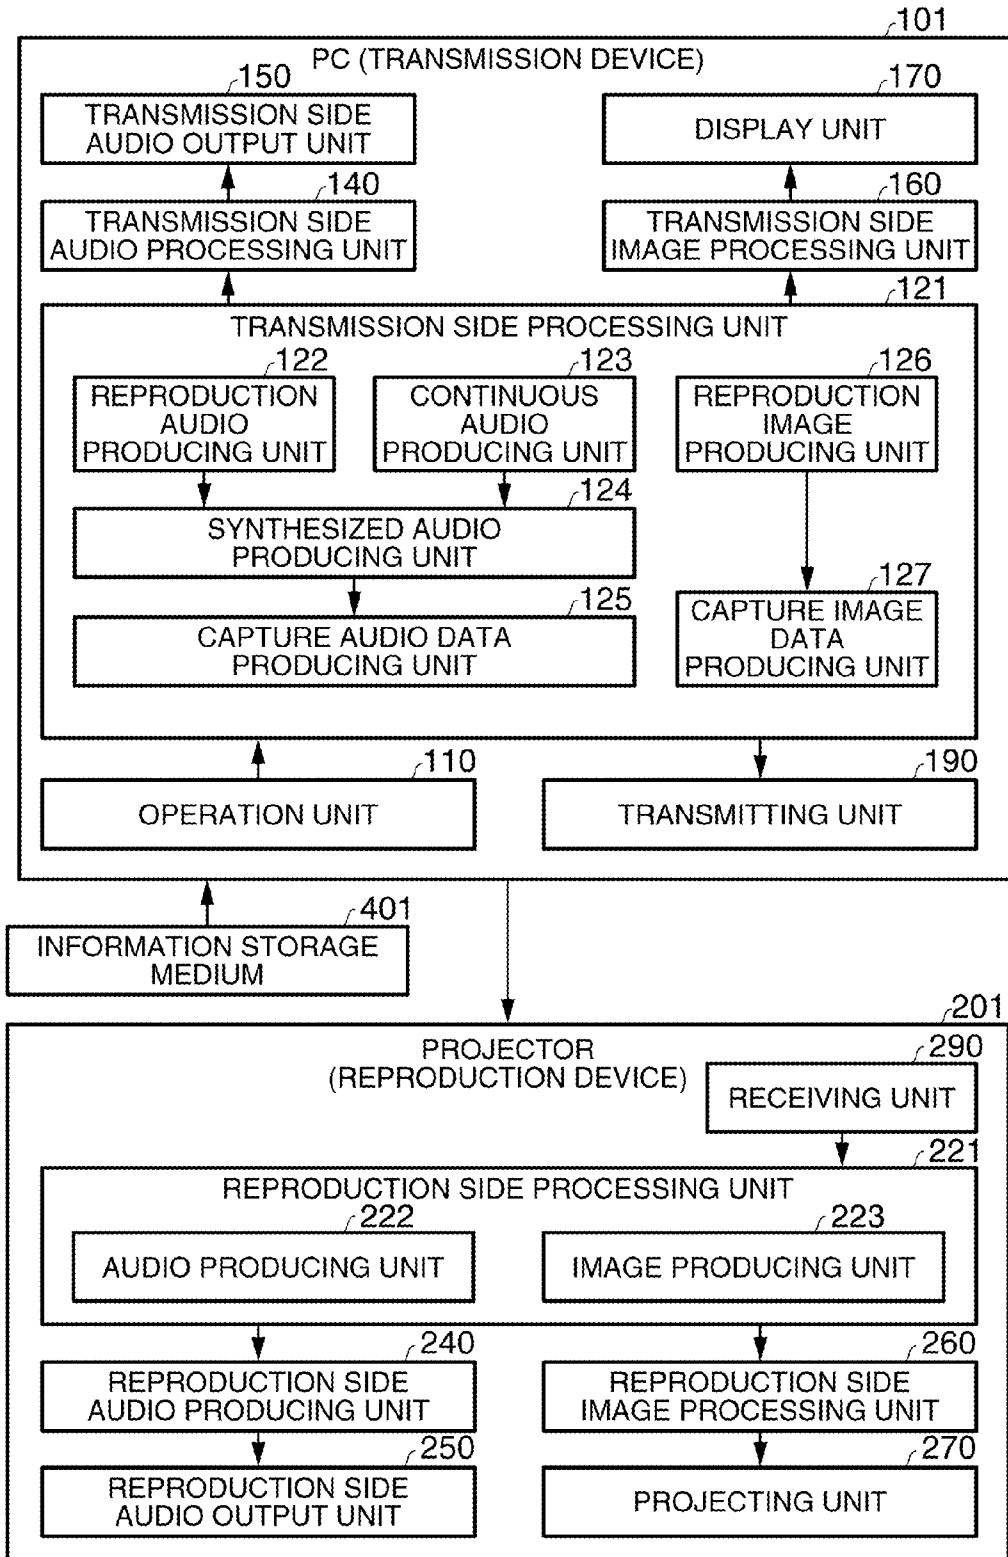 101
PC (TRANSMISSION DEVICE)
150
TRANSMISSION SIDE
AUDIO OUTPUT UNIT
170
DISPLAY UNIT
140
TRANSMISSION SIDE
AUDIO PROCESSING UNIT
160
TRANSMISSION SIDE
IMAGE PROCESSING UNIT
121
TRANSMISSION SIDE PROCESSING UNIT
122
REPRODUCTION
AUDIO
PRODUCING UNIT
123
CONTINUOUS
AUDIO
PRODUCING UNIT
126
REPRODUCTION
IMAGE
PRODUCING UNIT
124
SYNTHESIZED AUDIO
PRODUCING UNIT
125
CAPTURE AUDIO DATA
PRODUCING UNIT
127
CAPTURE IMAGE
DATA
PRODUCING UNIT
110
OPERATION UNIT
190
TRANSMITTING UNIT
401
INFORMATION STORAGE
MEDIUM
201
PROJECTOR
(REPRODUCTION DEVICE)
290
RECEIVING UNIT
221
REPRODUCTION SIDE PROCESSING UNIT
222
AUDIO PRODUCING UNIT
223
IMAGE PRODUCING UNIT
240
REPRODUCTION SIDE
AUDIO PRODUCING UNIT
260
REPRODUCTION SIDE
IMAGE PROCESSING UNIT
250
REPRODUCTION SIDE
AUDIO OUTPUT UNIT
270
PROJECTING UNIT